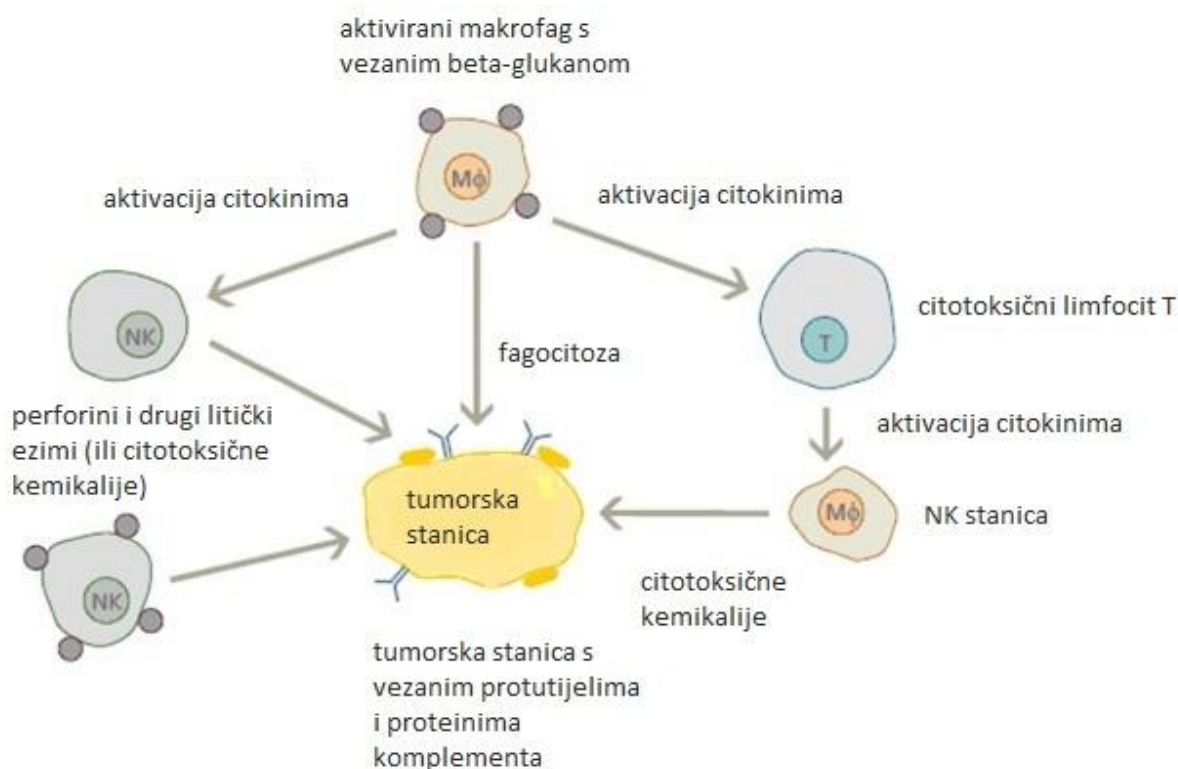 aktivirani makrofag s
vezanim beta-glukanom
Mϕ
aktivacija citokinima
aktivacija citokinima
NK
citotoksični limfocit T
T
fagocitoza
perforini i drugi litički
ezimi (ili citotoksične
kemikalije)
aktivacija citokinima
tumorska
stanica
Mϕ
NK stanica
NK
citotoksične
kemikalije
tumorska stanica s
vezanim protutijelima
i proteinima
komplementa